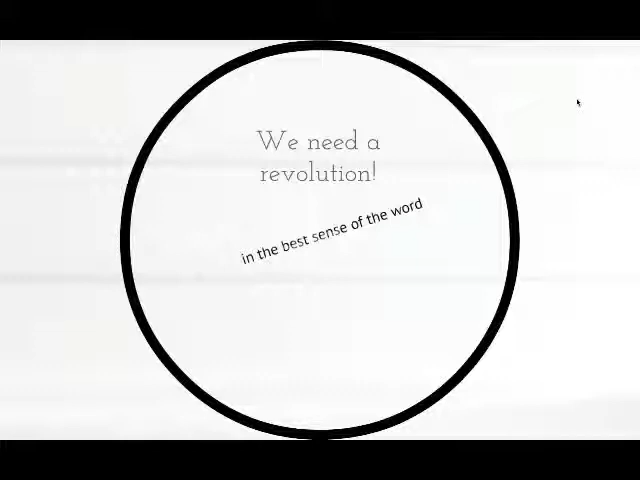 We need a
revolution!
in the best sense of the word